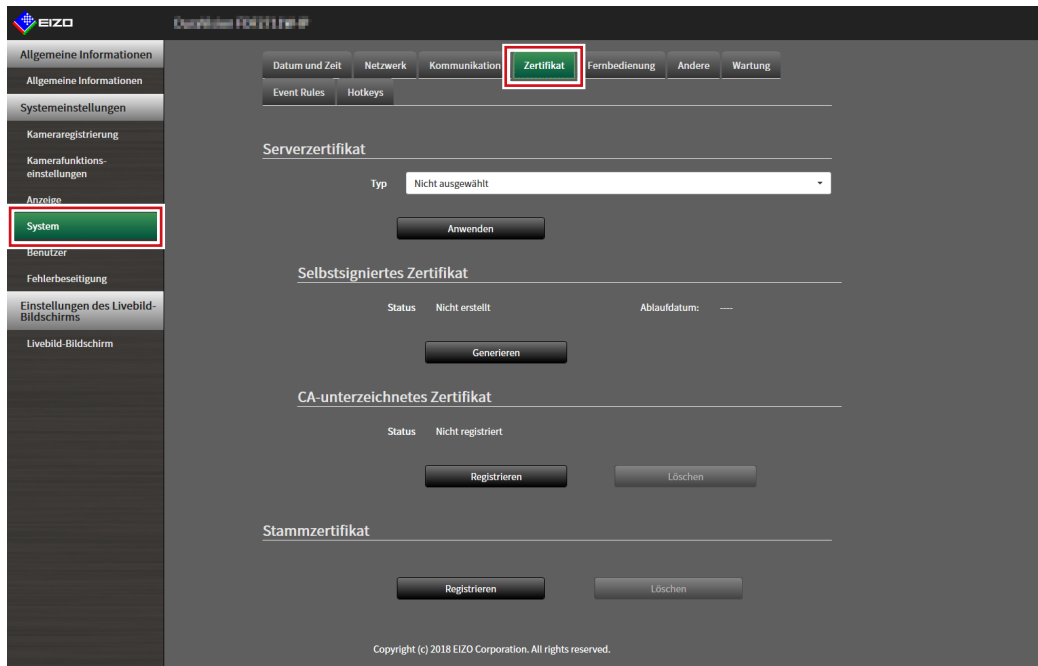 EIZO
Allgemeine Informationen
Allgemeine Informationen
Systemeinstellungen
Kameraregistrierung
Kamerafunktions-
einstellungen
Anzeige
System
Benutzer
Fehlerbeseitigung
Einstellungen des Livebild-
Bildschirms
Livebild-Bildschirm
Datum und Zeit Netzwerk Kommunikation Zertifikat Fernbedienung Andere Wartung
Event Rules Hotkeys
Serverzertifikat
Typ Nicht ausgewählt
Anwenden
Selbstsigniertes Zertifikat
Status Nicht erstellt Ablaufdatum: ----
Generieren
CA-unterzeichnetes Zertifikat
Status Nicht registriert
Registrieren Löschen
Stammzertifikat
Registrieren Löschen
Copyright (c) 2018 EIZO Corporation. All rights reserved.